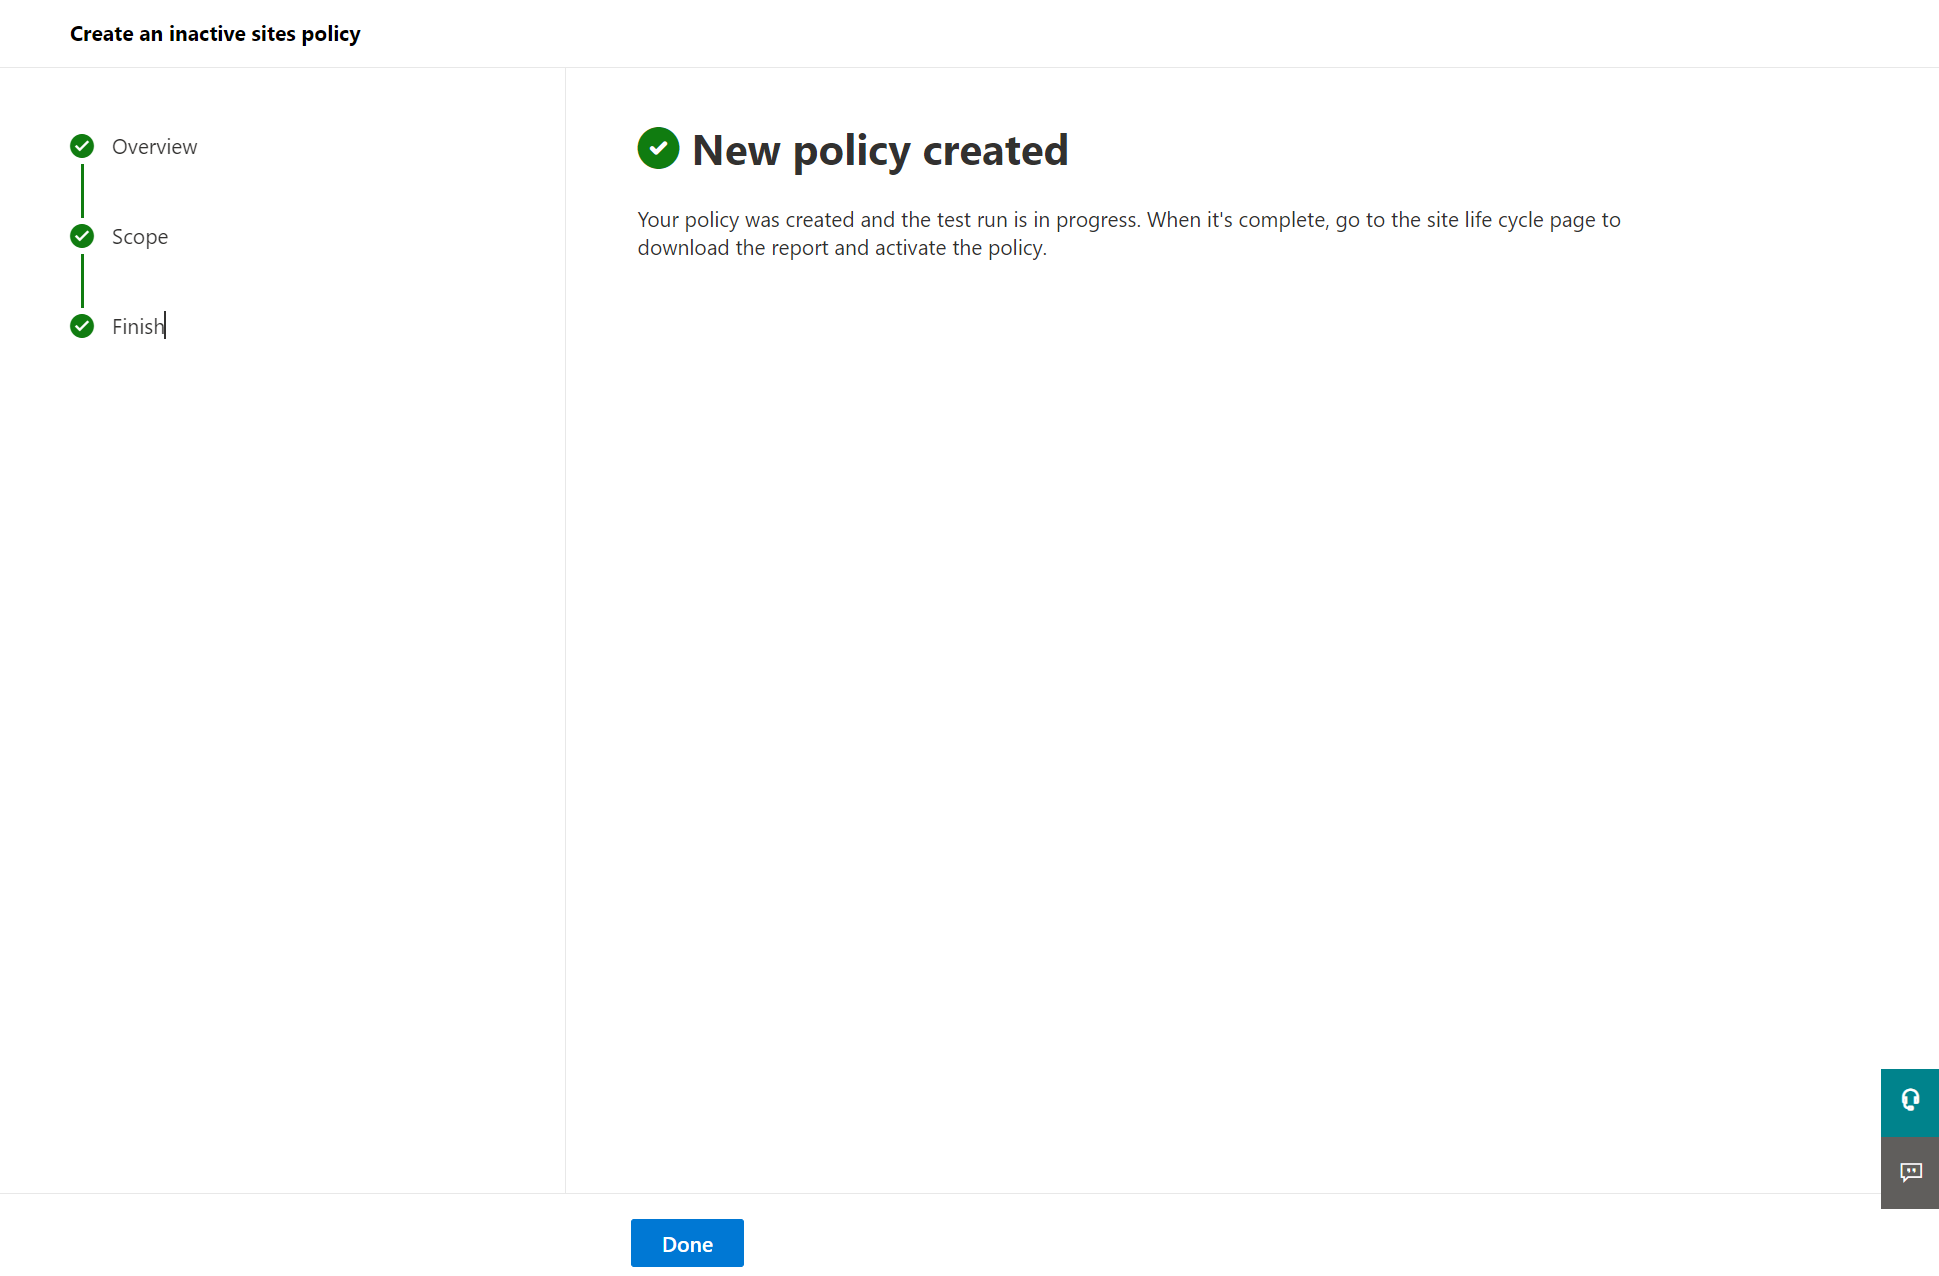 Create an inactive sites policy
Overview
Scope
Finish
New policy created
Your policy was created and the test run is in progress. When it's complete, go to the site life cycle page to
download the report and activate the policy.
Done